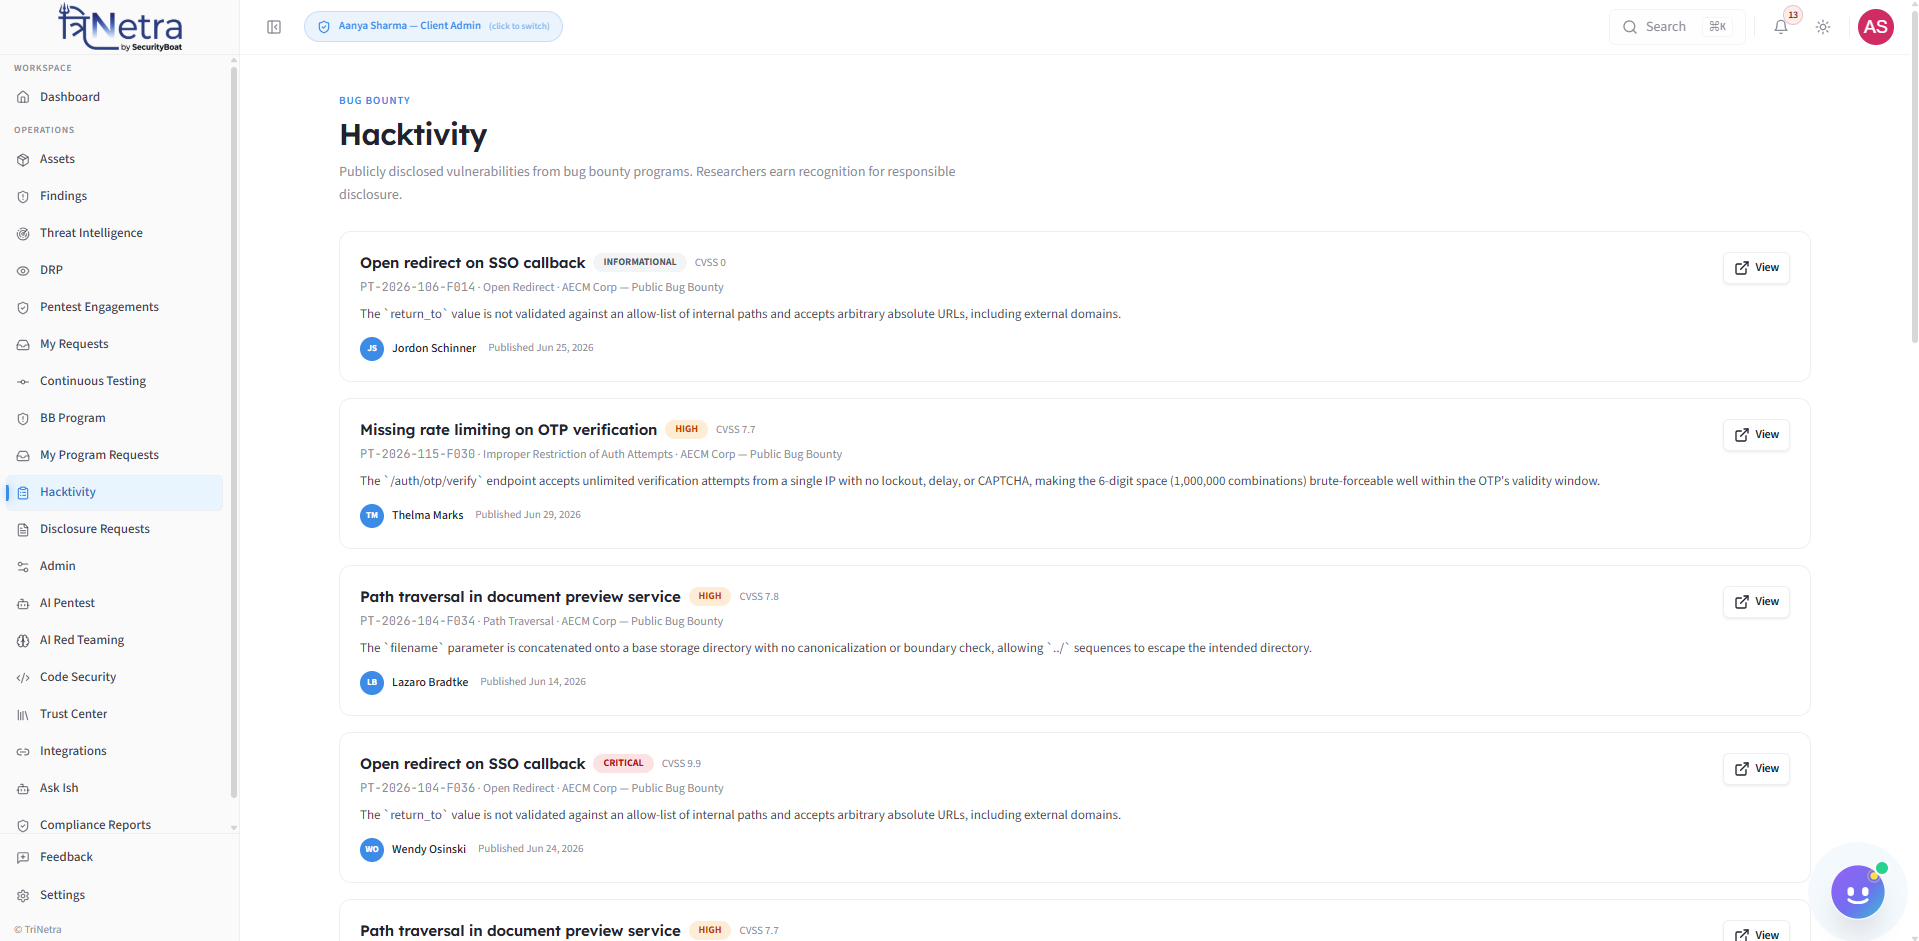 त्रिNetra
by SecurityBoat
WORKSPACE
Dashboard
OPERATIONS
Assets
Findings
Threat Intelligence
DRP
Pentest Engagements
My Requests
Continuous Testing
BB Program
My Program Requests
Hacktivity
Disclosure Requests
Admin
AI Pentest
AI Red Teaming
Code Security
Trust Center
Integrations
Ask Ish
Compliance Reports
Feedback
Settings
© TriNetra
Aanya Sharma — Client Admin (click to switch)
Search ⌘K
13
AS
BUG BOUNTY
Hacktivity
Publicly disclosed vulnerabilities from bug bounty programs. Researchers earn recognition for responsible
disclosure.
Open redirect on SSO callback INFORMATIONAL CVSS 0
View
PT-2026-106-F014 · Open Redirect · AECM Corp — Public Bug Bounty
The `return_to` value is not validated against an allow-list of internal paths and accepts arbitrary absolute URLs, including external domains.
JS Jordon Schinner Published Jun 25, 2026
Missing rate limiting on OTP verification HIGH CVSS 7.7
View
PT-2026-115-F030 · Improper Restriction of Auth Attempts · AECM Corp — Public Bug Bounty
The `/auth/otp/verify` endpoint accepts unlimited verification attempts from a single IP with no lockout, delay, or CAPTCHA, making the 6-digit space (1,000,000 combinations) brute-forceable well within the OTP's validity window.
TM Thelma Marks Published Jun 29, 2026
Path traversal in document preview service HIGH CVSS 7.8
View
PT-2026-104-F034 · Path Traversal · AECM Corp — Public Bug Bounty
The `filename` parameter is concatenated onto a base storage directory with no canonicalization or boundary check, allowing `../` sequences to escape the intended directory.
LB Lazaro Bradtke Published Jun 14, 2026
Open redirect on SSO callback CRITICAL CVSS 9.9
View
PT-2026-104-F036 · Open Redirect · AECM Corp — Public Bug Bounty
The `return_to` value is not validated against an allow-list of internal paths and accepts arbitrary absolute URLs, including external domains.
WO Wendy Osinski Published Jun 24, 2026
Path traversal in document preview service HIGH CVSS 7.7
View